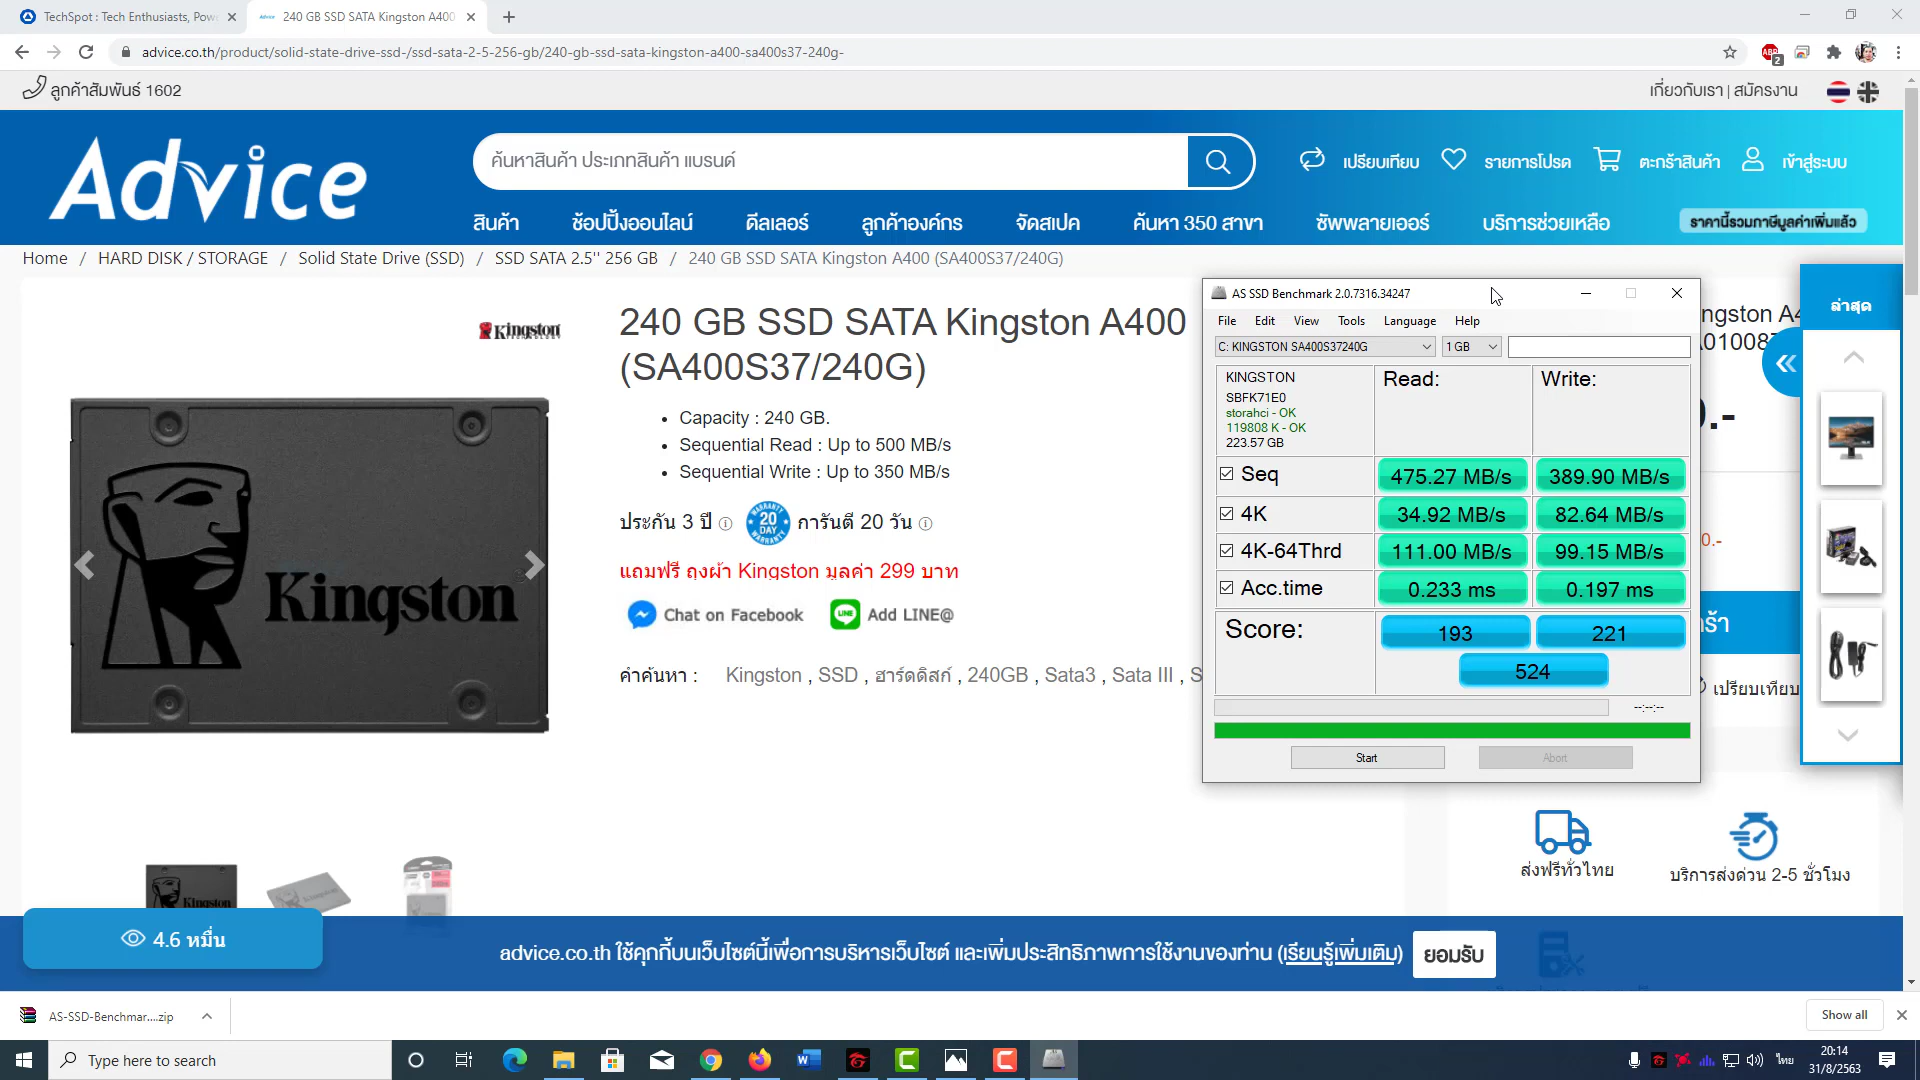 TechSpot : Tech Enthusiasts, Pow
240 GB SSD SATA Kingston A400
advice.co.th/product/solid-state-drive-ssd-/ssd-sata-2-5-256-gb/240-gb-ssd-sata-kingston-a400-sa400s37-240g-
ABP 2
ลูกค้าสัมพันธ์ 1602
เกี่ยวกับเรา | สมัครงาน
Advice
ค้นหาสินค้า ประเภทสินค้า แบรนด์
เปรียบเทียบ
รายการโปรด
ตะกร้าสินค้า
เข้าสู่ระบบ
สินค้า
ช้อปปิ้งออนไลน์
ดีลเลอร์
ลูกค้าองค์กร
จัดสเปค
ค้นหา 350 สาขา
ซัพพลายเออร์
บริการช่วยเหลือ
ราคานี้รวมภาษีมูลค่าเพิ่มแล้ว
Home / HARD DISK / STORAGE / Solid State Drive (SSD) / SSD SATA 2.5'' 256 GB / 240 GB SSD SATA Kingston A400 (SA400S37/240G)
Kingston
TECHNOLOGY
240 GB SSD SATA Kingston A400
(SA400S37/240G)
• Capacity : 240 GB.
• Sequential Read : Up to 500 MB/s
• Sequential Write : Up to 350 MB/s
ประกัน 3 ปี
20 DAY WARRANTY
การันตี 20 วัน
แถมฟรี ถุงผ้า Kingston มูลค่า 299 บาท
Chat on Facebook
LINE Add LINE@
คำค้นหา : Kingston , SSD , ฮาร์ดดิสก์ , 240GB , Sata3 , Sata III , S
Kingston
AS SSD Benchmark 2.0.7316.34247
File Edit View Tools Language Help
C: KINGSTON SA400S37240G
1 GB
KINGSTON
SBFK71E0
storahci - OK
119808 K - OK
223.57 GB
Read: Write:
Seq 475.27 MB/s 389.90 MB/s
4K 34.92 MB/s 82.64 MB/s
4K-64Thrd 111.00 MB/s 99.15 MB/s
Acc.time 0.233 ms 0.197 ms
Score: 193 221
524
--:--:--
Start Abort
ngston A4
A01008
.-
0.-
ล่าสุด
เปรียบเทียบ
ส่งฟรีทั่วไทย
บริการส่งด่วน 2-5 ชั่วโมง
Kingston
4.6 หมื่น
advice.co.th ใช้คุกกี้บนเว็บไซต์นี้เพื่อการบริหารเว็บไซต์ และเพิ่มประสิทธิภาพการใช้งานของท่าน (เรียนรู้เพิ่มเติม)
ยอมรับ
AS-SSD-Benchmar....zip
Show all
Type here to search
ไทย
20:14
31/8/2563